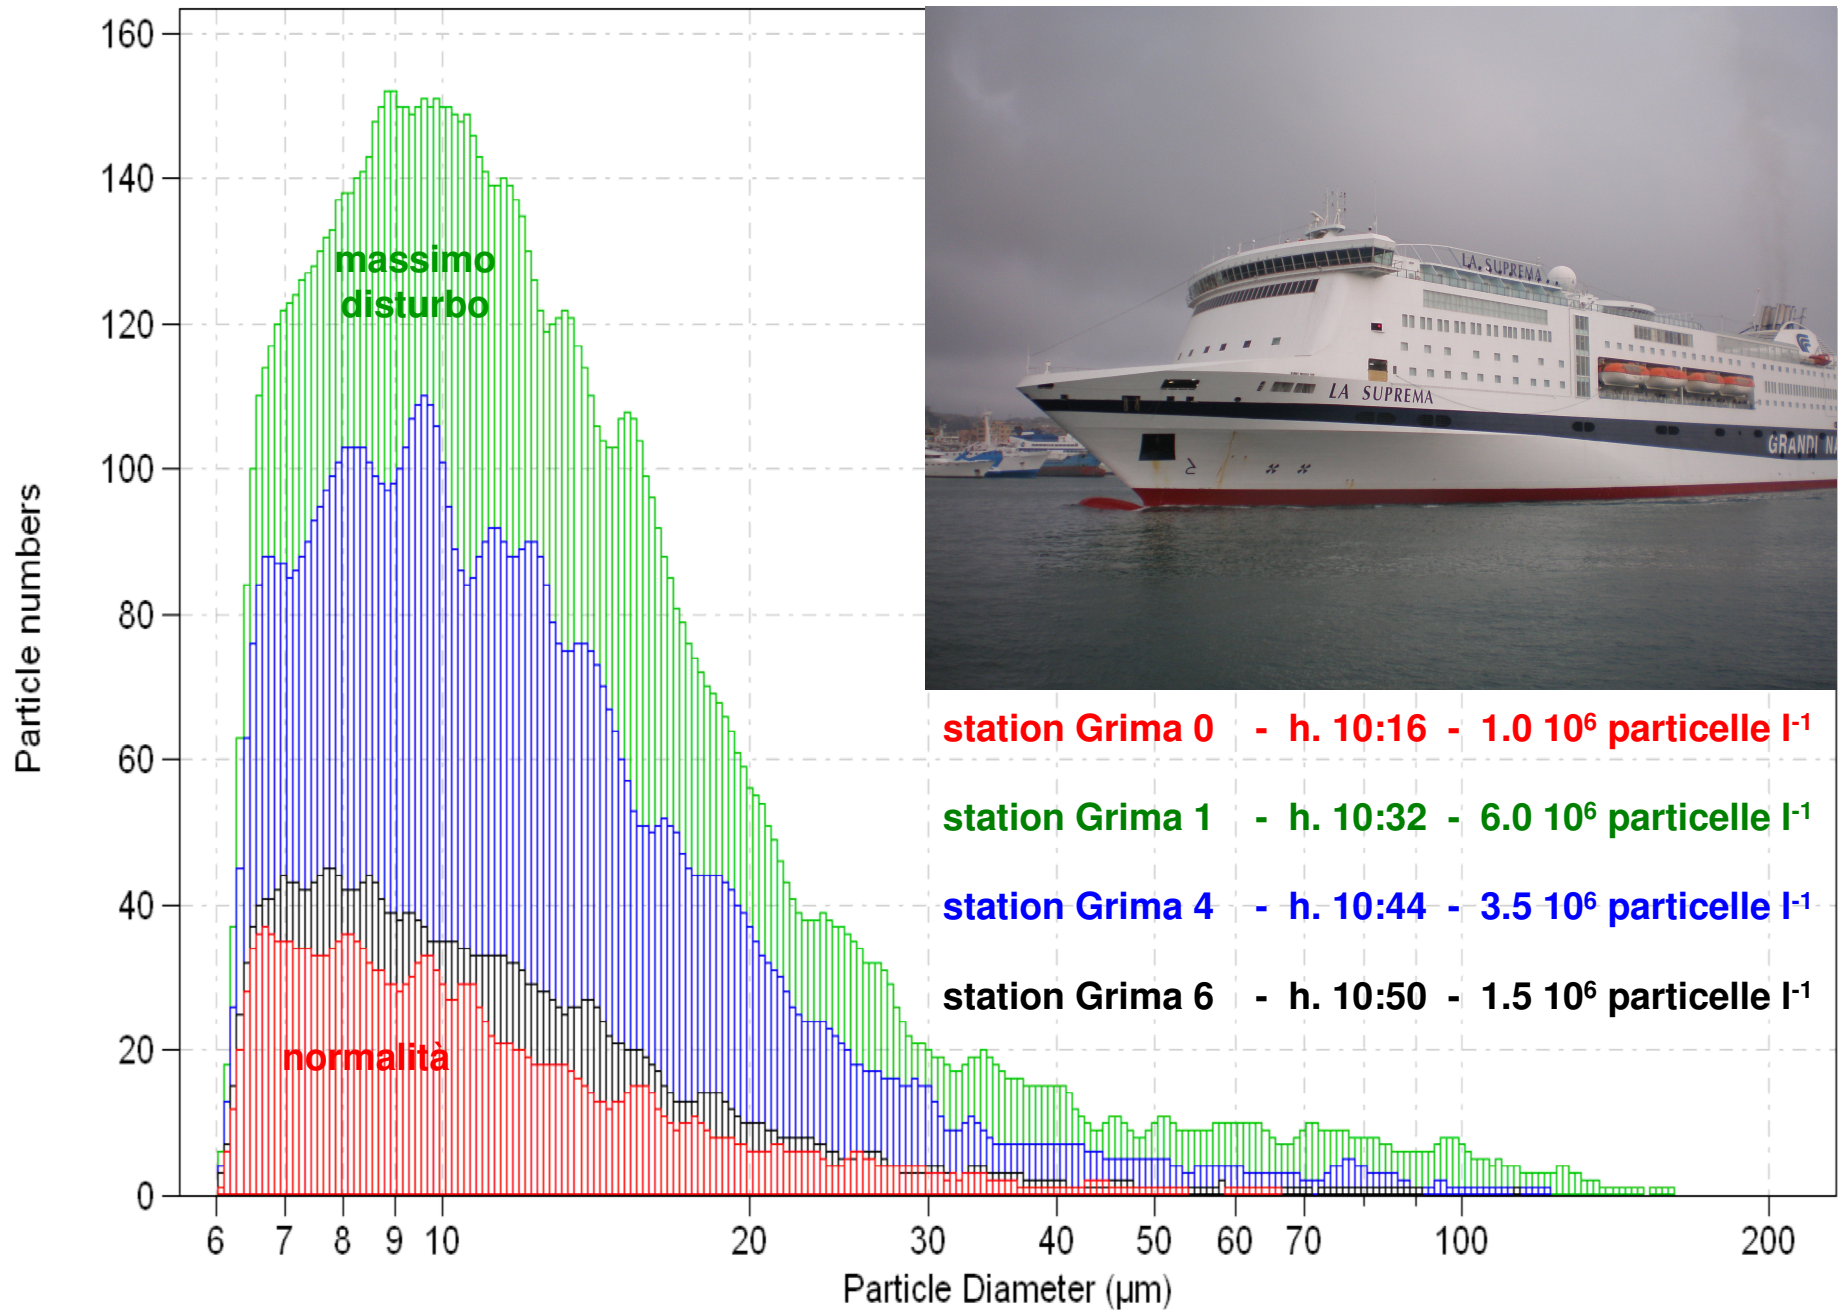 160
140
120
100
80
60
40
20
0
Particle numbers
massimo
disturbo
normalità
LA SUPREMA
LA SUPREMA
GRANDI
station Grima 0 - h. 10:16 - 1.0 10⁶ particelle l⁻¹
station Grima 1 - h. 10:32 - 6.0 10⁶ particelle l⁻¹
station Grima 4 - h. 10:44 - 3.5 10⁶ particelle l⁻¹
station Grima 6 - h. 10:50 - 1.5 10⁶ particelle l⁻¹
6 7 8 9 10 20 30 40 50 60 70 100 200
Particle Diameter (µm)